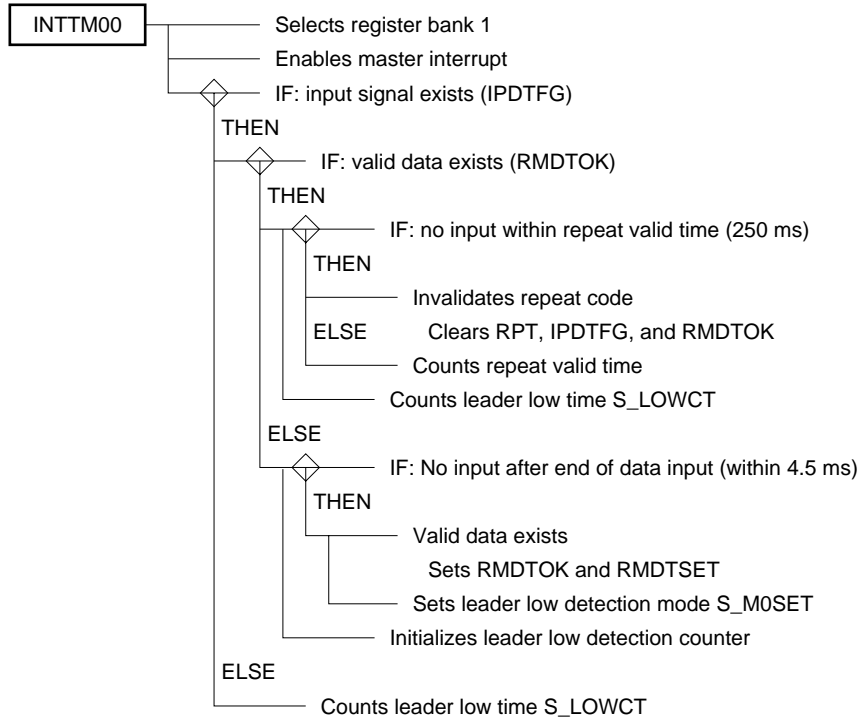 INTTM00
Selects register bank 1
Enables master interrupt
IF: input signal exists (IPDTFG)
THEN
IF: valid data exists (RMDTOK)
THEN
IF: no input within repeat valid time (250 ms)
THEN
Invalidates repeat code
ELSE
Clears RPT, IPDTFG, and RMDTOK
Counts repeat valid time
Counts leader low time S_LOWCT
ELSE
IF: No input after end of data input (within 4.5 ms)
THEN
Valid data exists
Sets RMDTOK and RMDTSET
Sets leader low detection mode S_M0SET
Initializes leader low detection counter
ELSE
Counts leader low time S_LOWCT